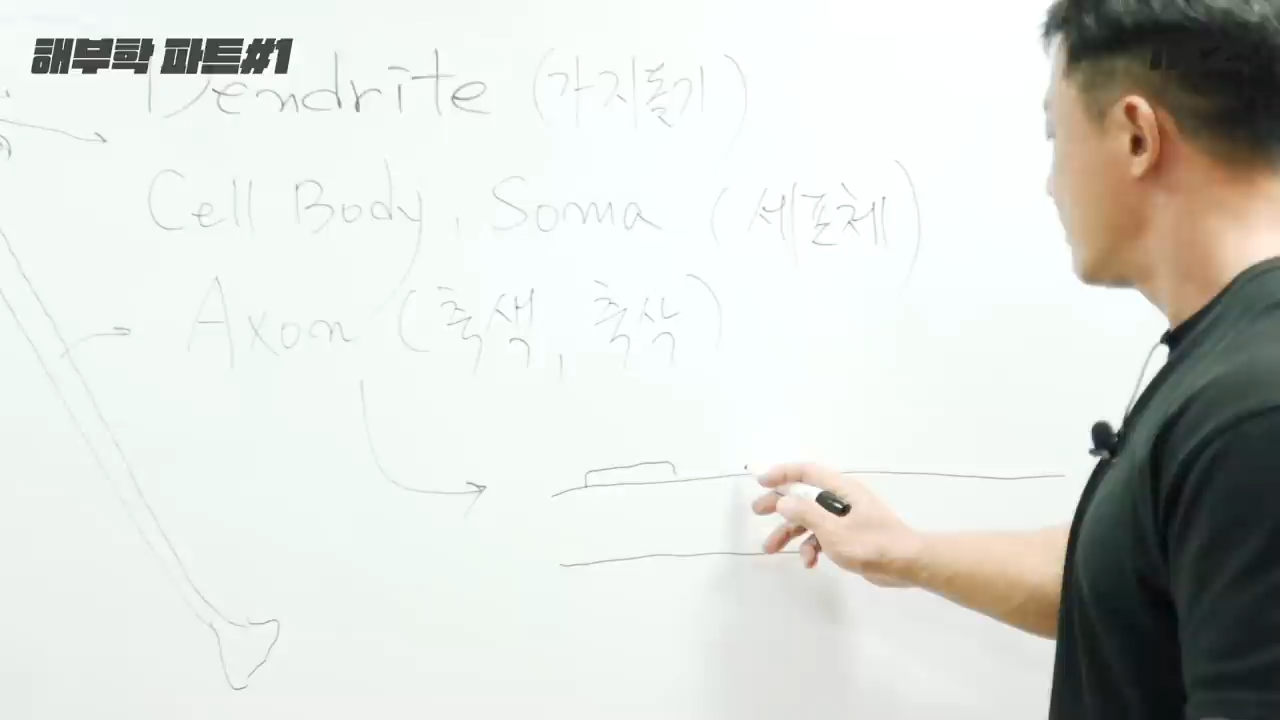 해부학 파트#1
Dendrite (가지돌기)
Cell Body, Soma (세포체)
Axon (축색, 축삭)